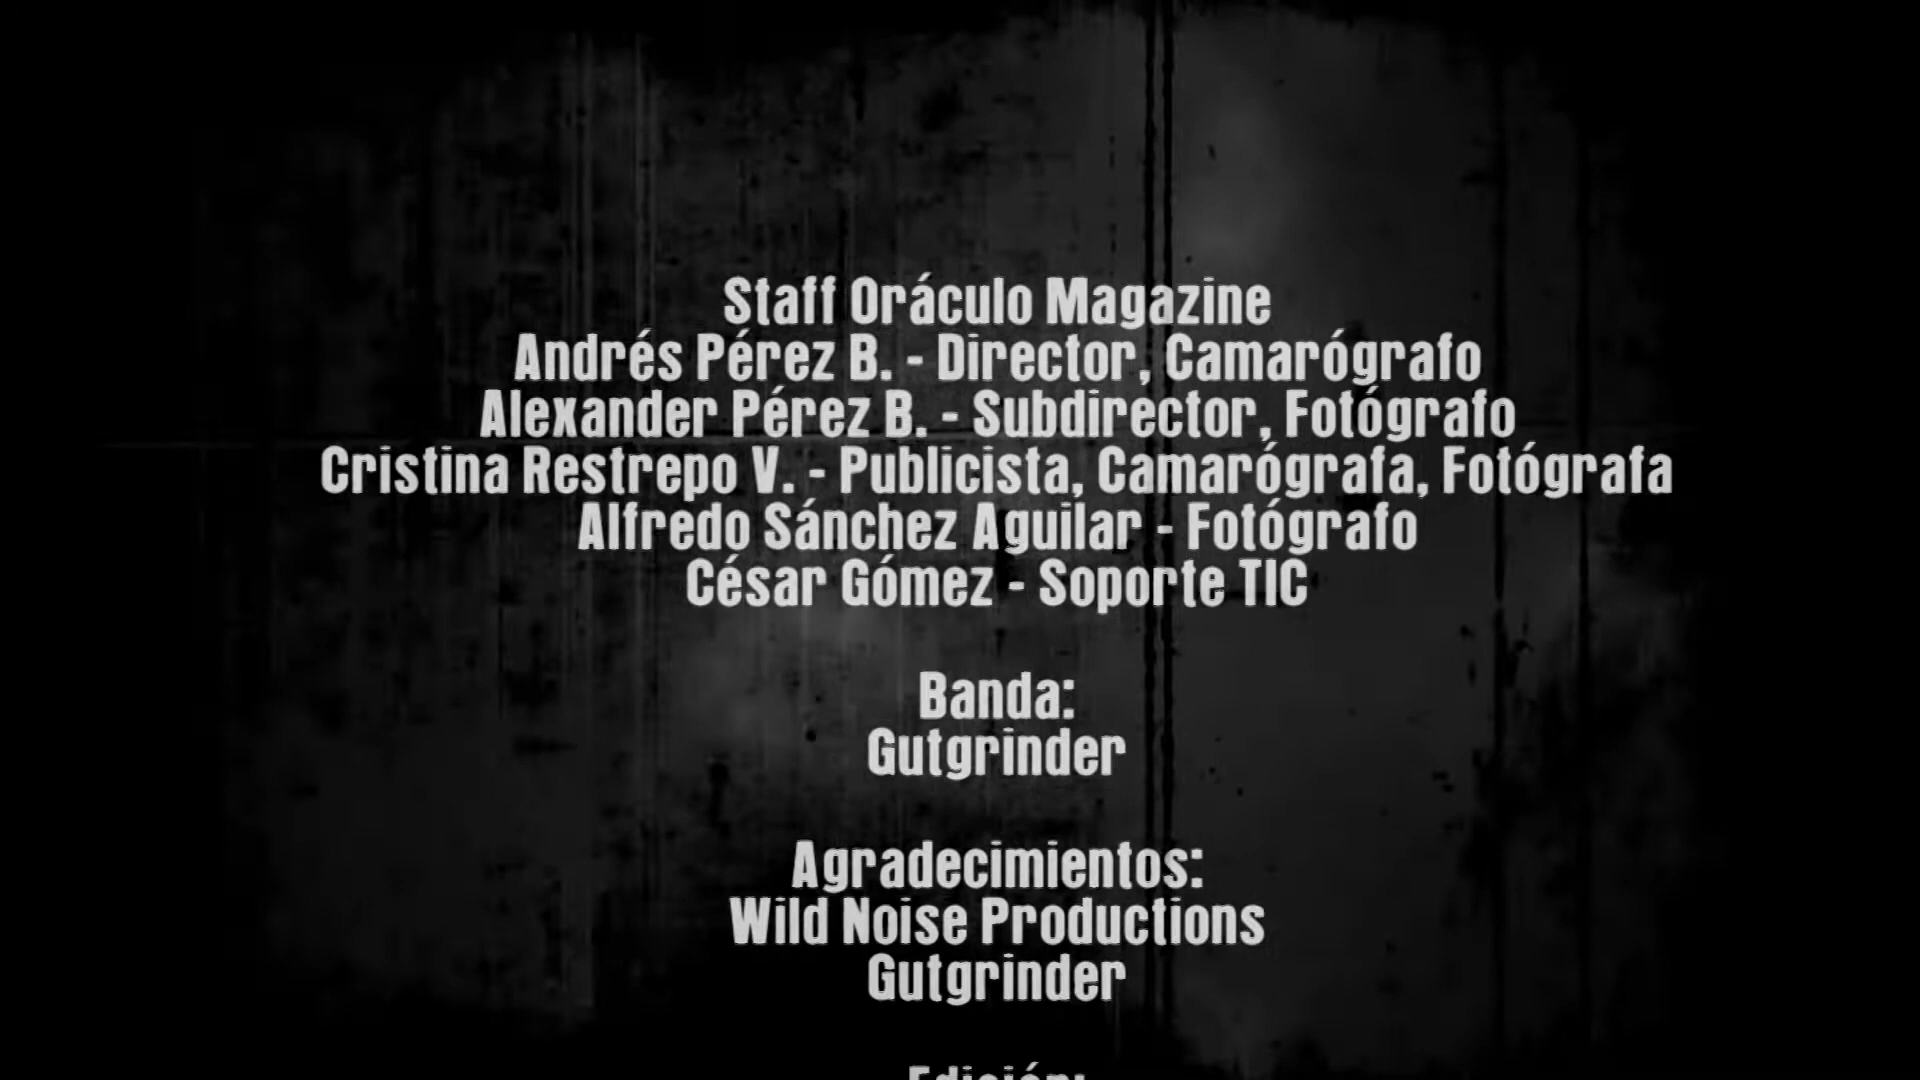 Staff Oráculo Magazine
Andrés Pérez B. - Director, Camarógrafo
Alexander Pérez B. - Subdirector, Fotógrafo
Cristina Restrepo V. - Publicista, Camarógrafa, Fotógrafa
Alfredo Sánchez Aguilar - Fotógrafo
César Gómez - Soporte TIC
Banda:
Gutgrinder
Agradecimientos:
Wild Noise Productions
Gutgrinder
Edición: